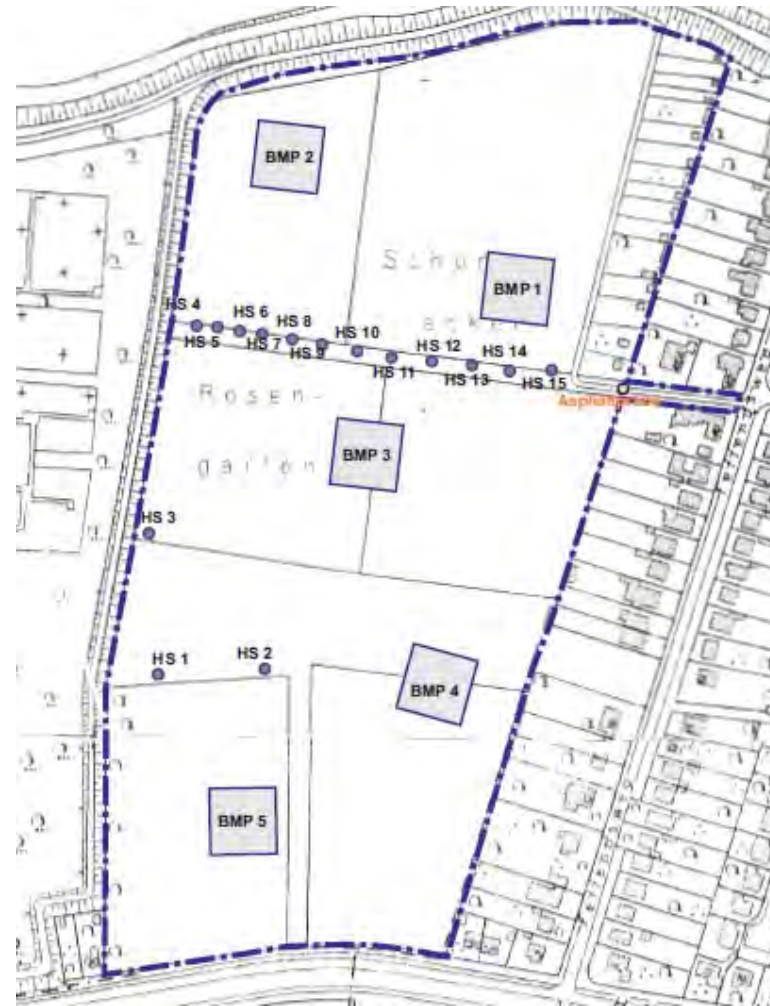 BMP 2
BMP 1
HS 4
HS 5
HS 6
HS 7
HS 8
HS 9
HS 10
HS 11
HS 12
HS 13
HS 14
HS 15
Rosen-
garten
BMP 3
HS 3
HS 1
HS 2
BMP 4
BMP 5